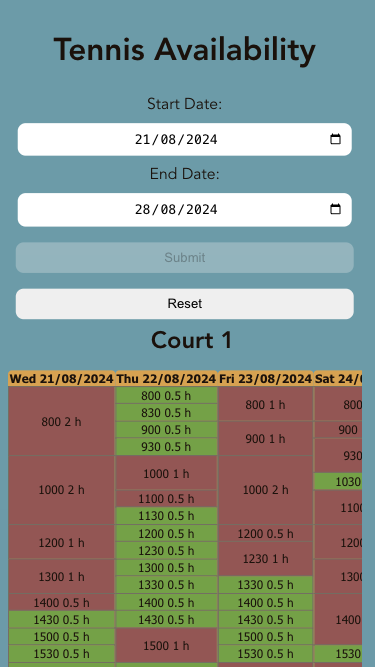 Tennis Availability
Start Date:
21/08/2024
End Date:
28/08/2024
Submit
Reset
Court 1
Wed 21/08/2024 Thu 22/08/2024 Fri 23/08/2024 Sat 24/0
800 2 h
1000 2 h
1200 1 h
1300 1 h
1400 0.5 h
1430 0.5 h
1500 0.5 h
1530 0.5 h
800 0.5 h
830 0.5 h
900 0.5 h
930 0.5 h
1000 1 h
1100 0.5 h
1130 0.5 h
1200 0.5 h
1230 0.5 h
1300 0.5 h
1330 0.5 h
1400 0.5 h
1430 0.5 h
1500 1 h
800 1 h
900 1 h
1000 2 h
1200 0.5 h
1230 1 h
1330 0.5 h
1400 0.5 h
1430 0.5 h
1500 0.5 h
1530 0.5 h
800
900
930
1030
1100
1200
1300
1400
1530